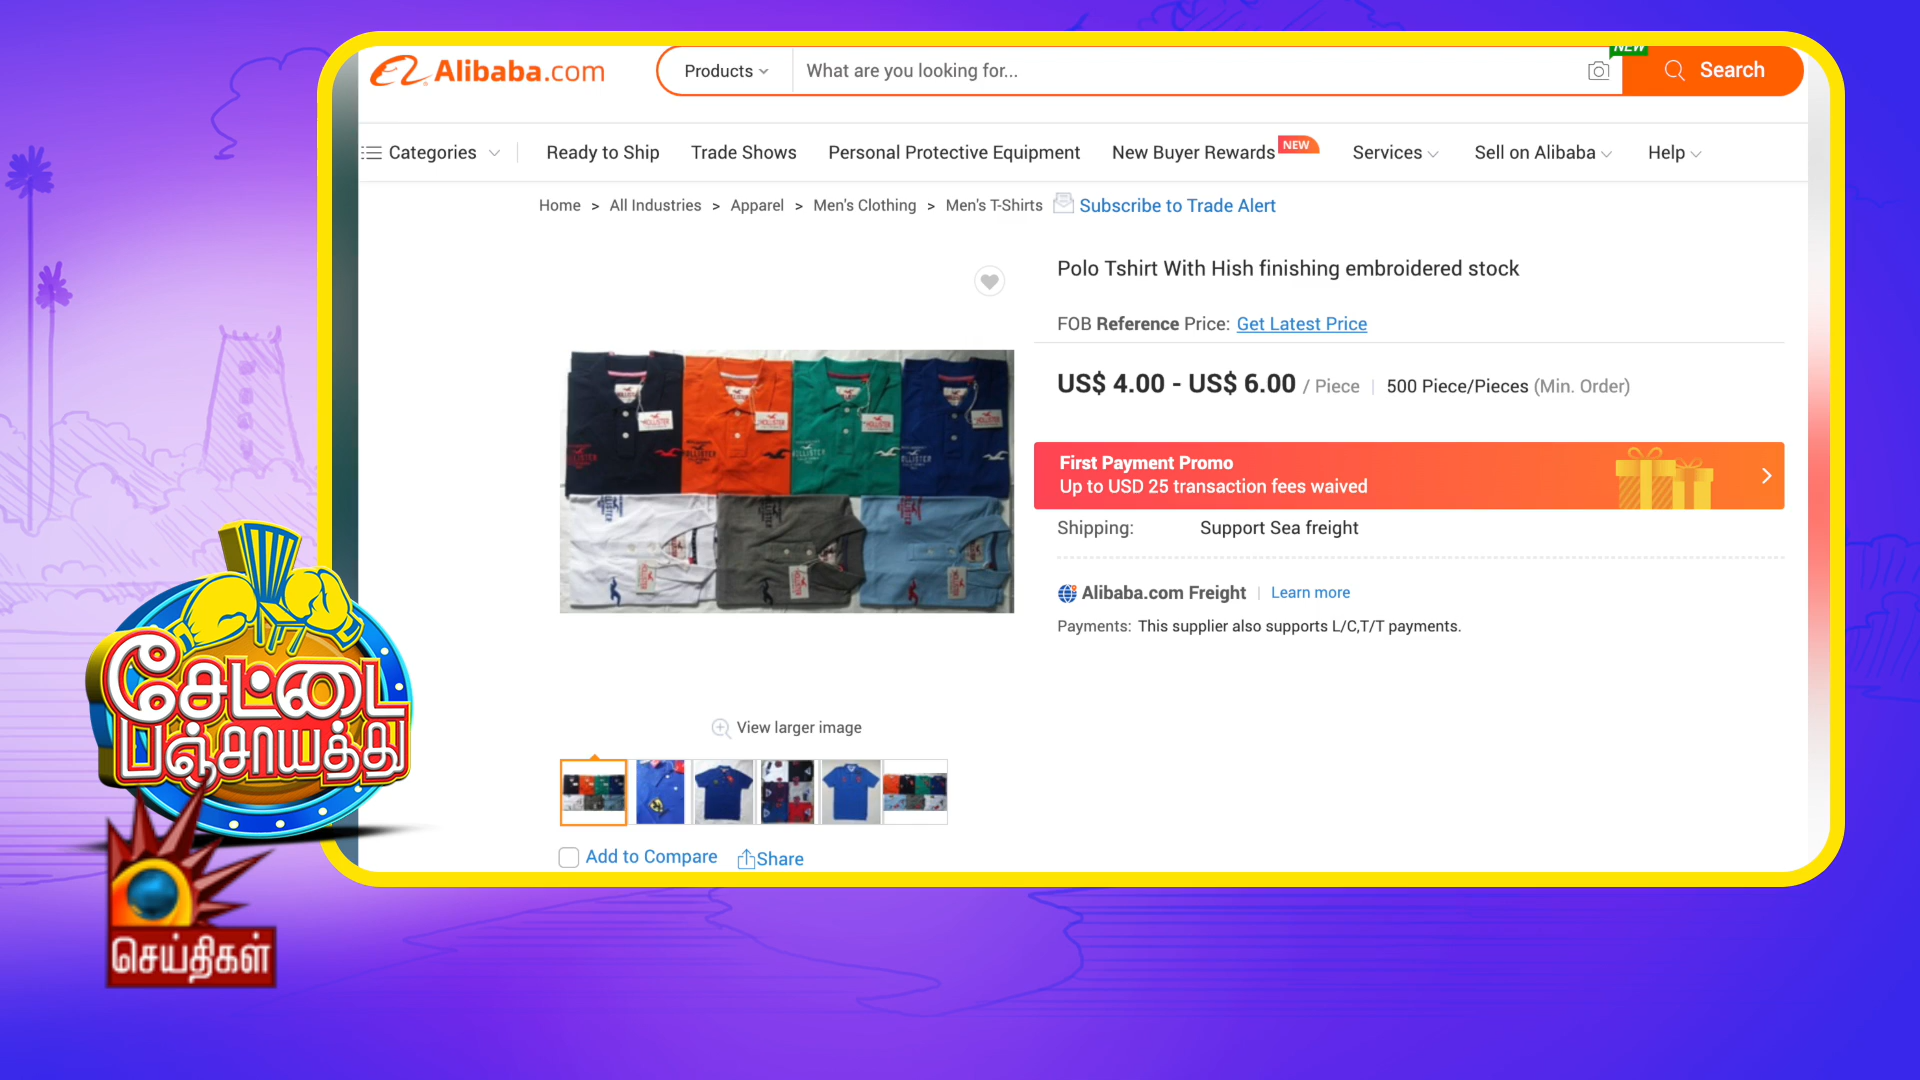 Alibaba.com
Products
What are you looking for...
NEW
Search
Categories
Ready to Ship
Trade Shows
Personal Protective Equipment
New Buyer Rewards
NEW
Services
Sell on Alibaba
Help
Home > All Industries > Apparel > Men's Clothing > Men's T-Shirts
Subscribe to Trade Alert
Polo Tshirt With Hish finishing embroidered stock
FOB Reference Price: Get Latest Price
US$ 4.00 - US$ 6.00 / Piece | 500 Piece/Pieces (Min. Order)
First Payment Promo
Up to USD 25 transaction fees waived
Shipping: Support Sea freight
Alibaba.com Freight | Learn more
Payments: This supplier also supports L/C,T/T payments.
HOLLISTER
HOLLISTER
HOLLISTER
HOLLISTER
View larger image
Add to Compare
Share
சேட்டை
பஞ்சாயத்து
செய்திகள்